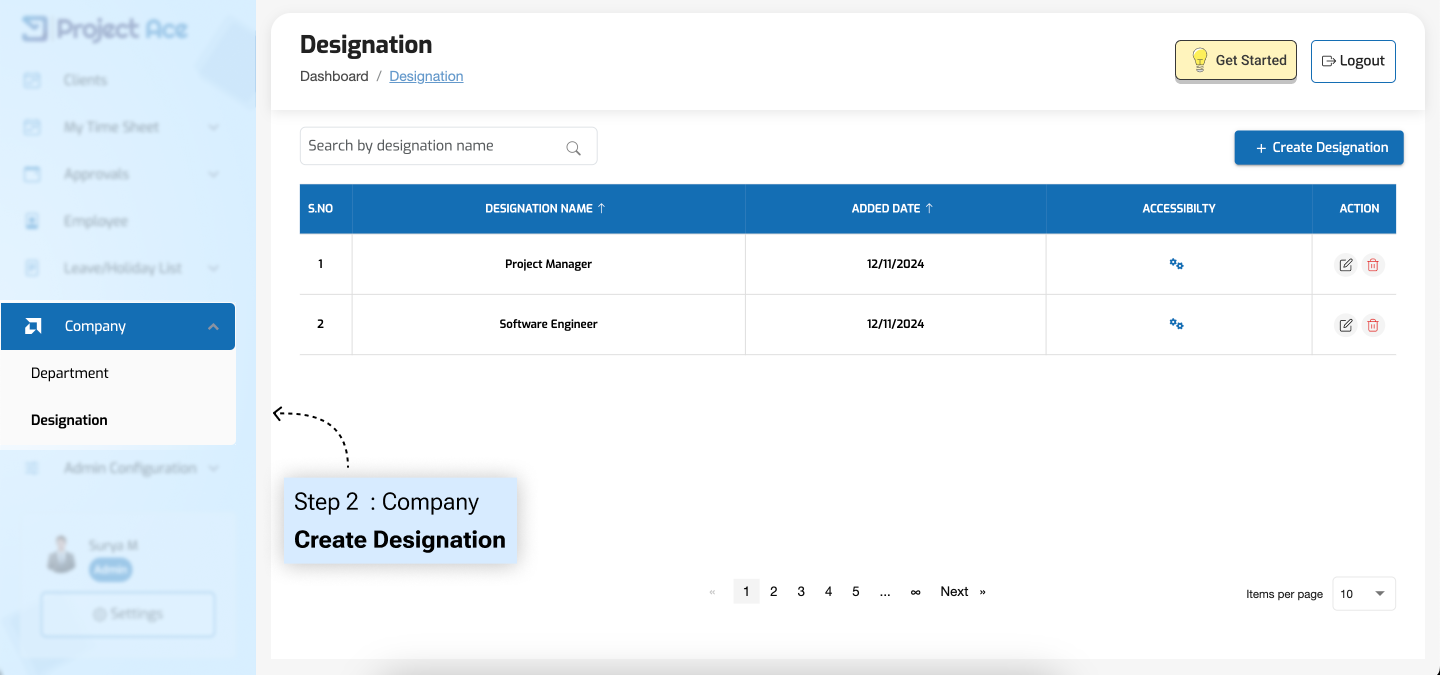 Project Ace
Clients
My Time Sheet
Approvals
Employee
Leave/Holiday List
Company
Department
Designation
Admin Configuration
Surya M
Admin
Settings
Designation
Dashboard / Designation
Get Started
Logout
Search by designation name
+ Create Designation
S.NO DESIGNATION NAME ↑ ADDED DATE ↑ ACCESSIBILTY ACTION
1 Project Manager 12/11/2024
2 Software Engineer 12/11/2024
Step 2 : Company
Create Designation
« 1 2 3 4 5 ... ∞ Next »
Items per page 10